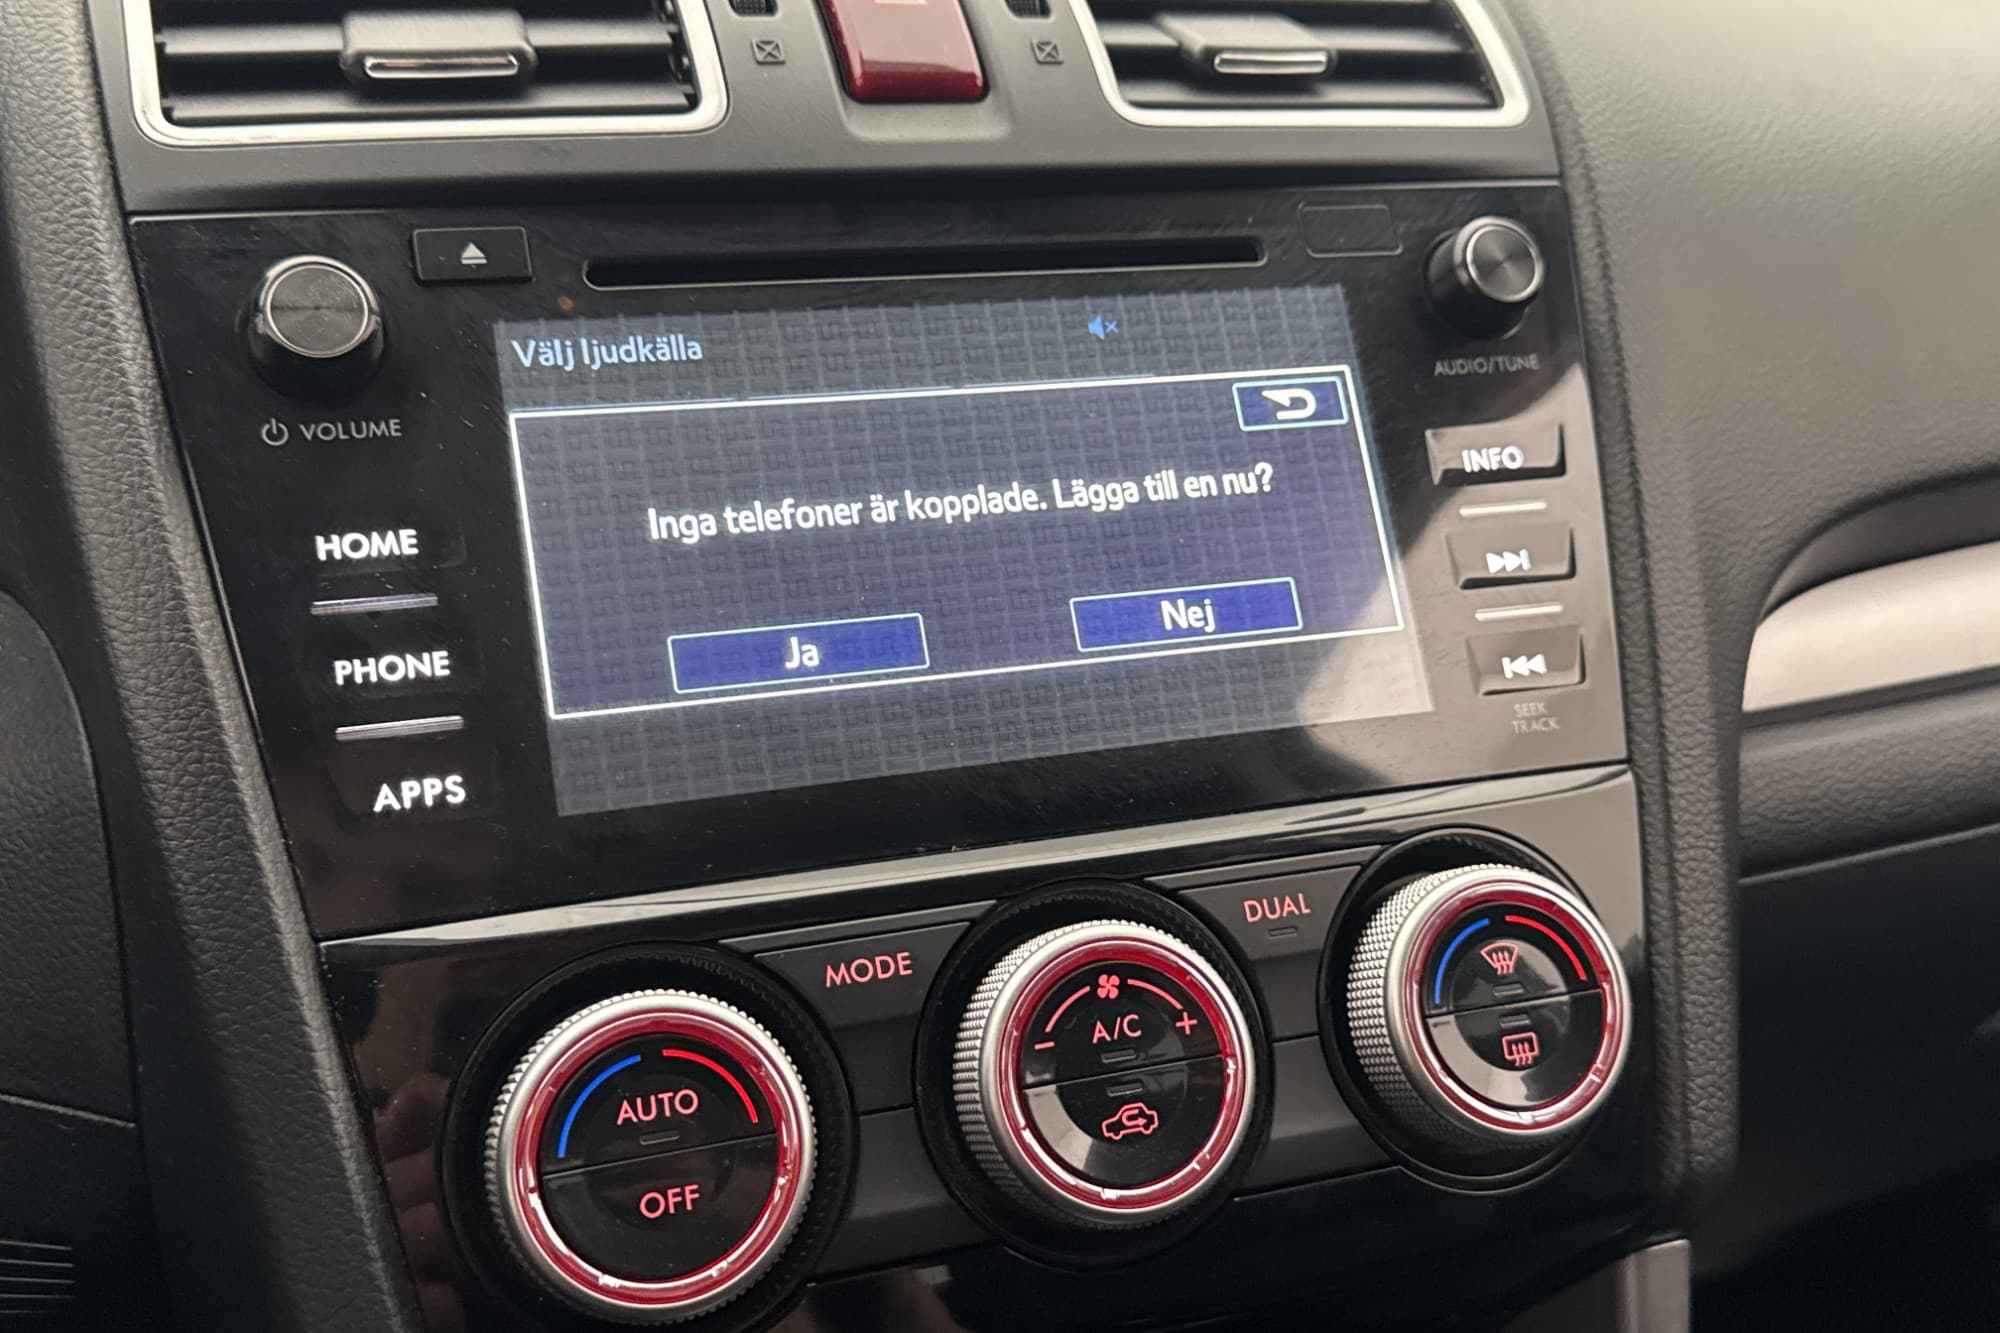 Välj ljudkälla
AUDIO/TUNE
VOLUME
INFO
Inga telefoner är kopplade. Lägga till en nu?
HOME
Ja
Nej
PHONE
SEEK
TRACK
APPS
MODE
DUAL
A/C
AUTO
OFF